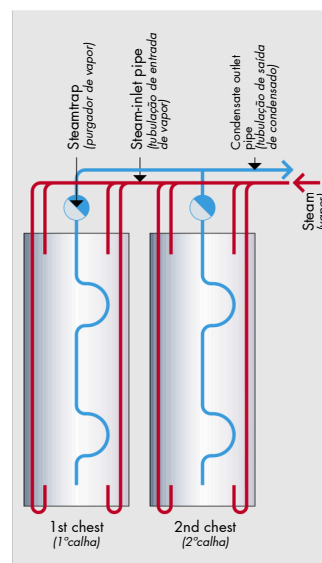 Steamtrap
(purgador de vapor)
Steam-inlet pipe
(tubulação de entrada
de vapor)
Condensate outlet
pipe
(tubulação de saída
de condensado)
Steam
(vapor)
1st chest
(1ºcalha)
2nd chest
(2ºcalha)